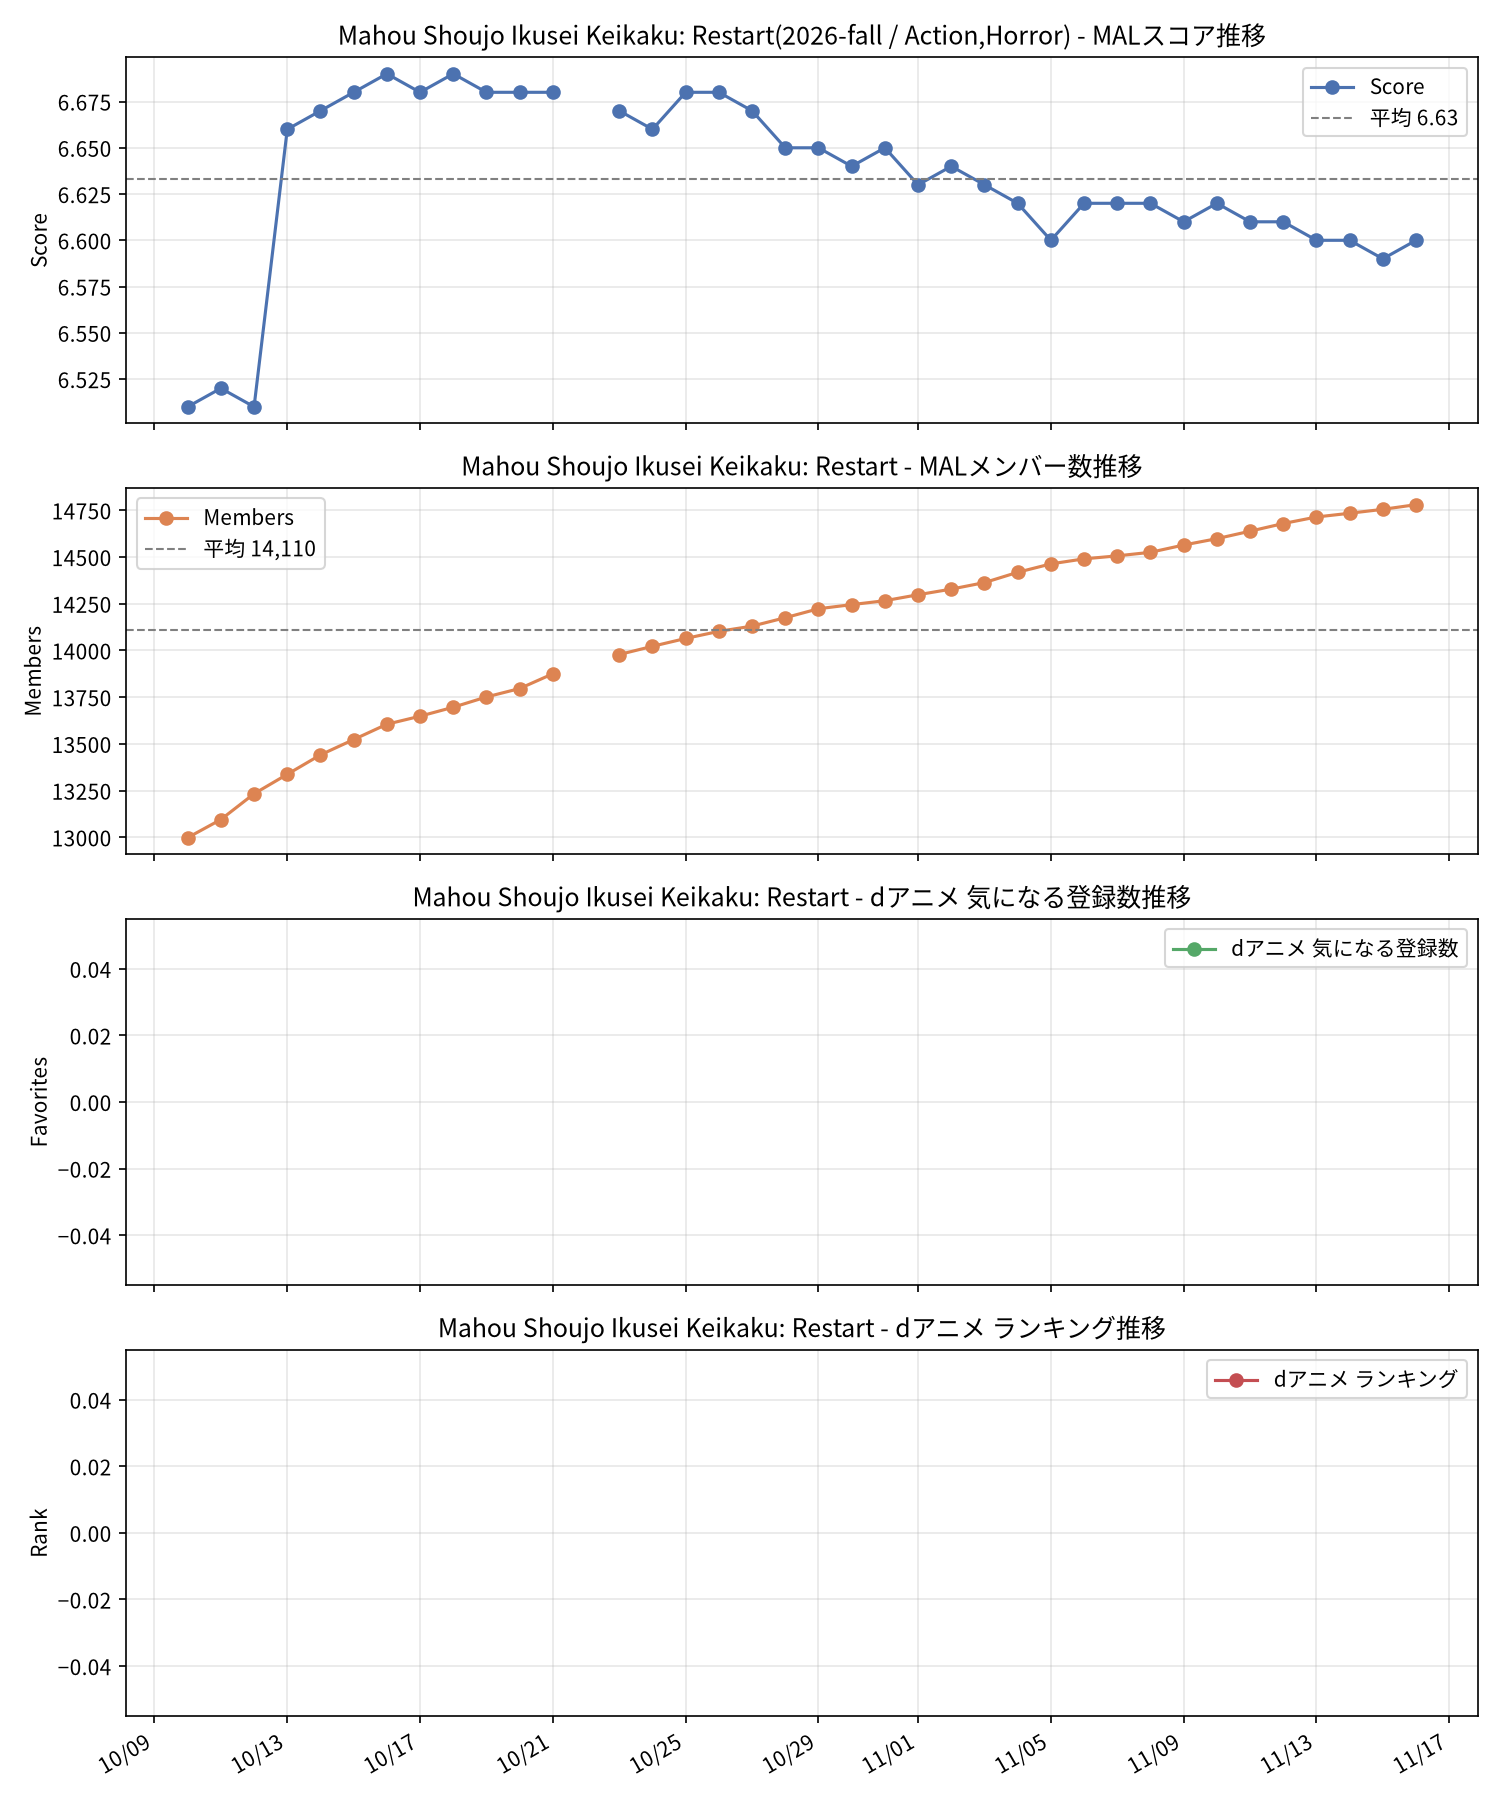 Mahou Shoujo Ikusei Keikaku: Restart(2026-fall / Action,Horror) - MALスコア推移
Score
6.675
6.650
6.625
6.600
6.575
6.550
6.525
Score
平均 6.63
Mahou Shoujo Ikusei Keikaku: Restart - MALメンバー数推移
Members
14750
14500
14250
14000
13750
13500
13250
13000
Members
平均 14,110
Mahou Shoujo Ikusei Keikaku: Restart - dアニメ 気になる登録数推移
Favorites
0.04
0.02
0.00
−0.02
−0.04
dアニメ 気になる登録数
Mahou Shoujo Ikusei Keikaku: Restart - dアニメ ランキング推移
Rank
0.04
0.02
0.00
−0.02
−0.04
dアニメ ランキング
10/09
10/13
10/17
10/21
10/25
10/29
11/01
11/05
11/09
11/13
11/17